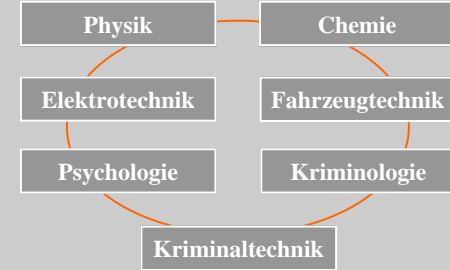 Physik
Chemie
Elektrotechnik
Fahrzeugtechnik
Psychologie
Kriminologie
Kriminaltechnik